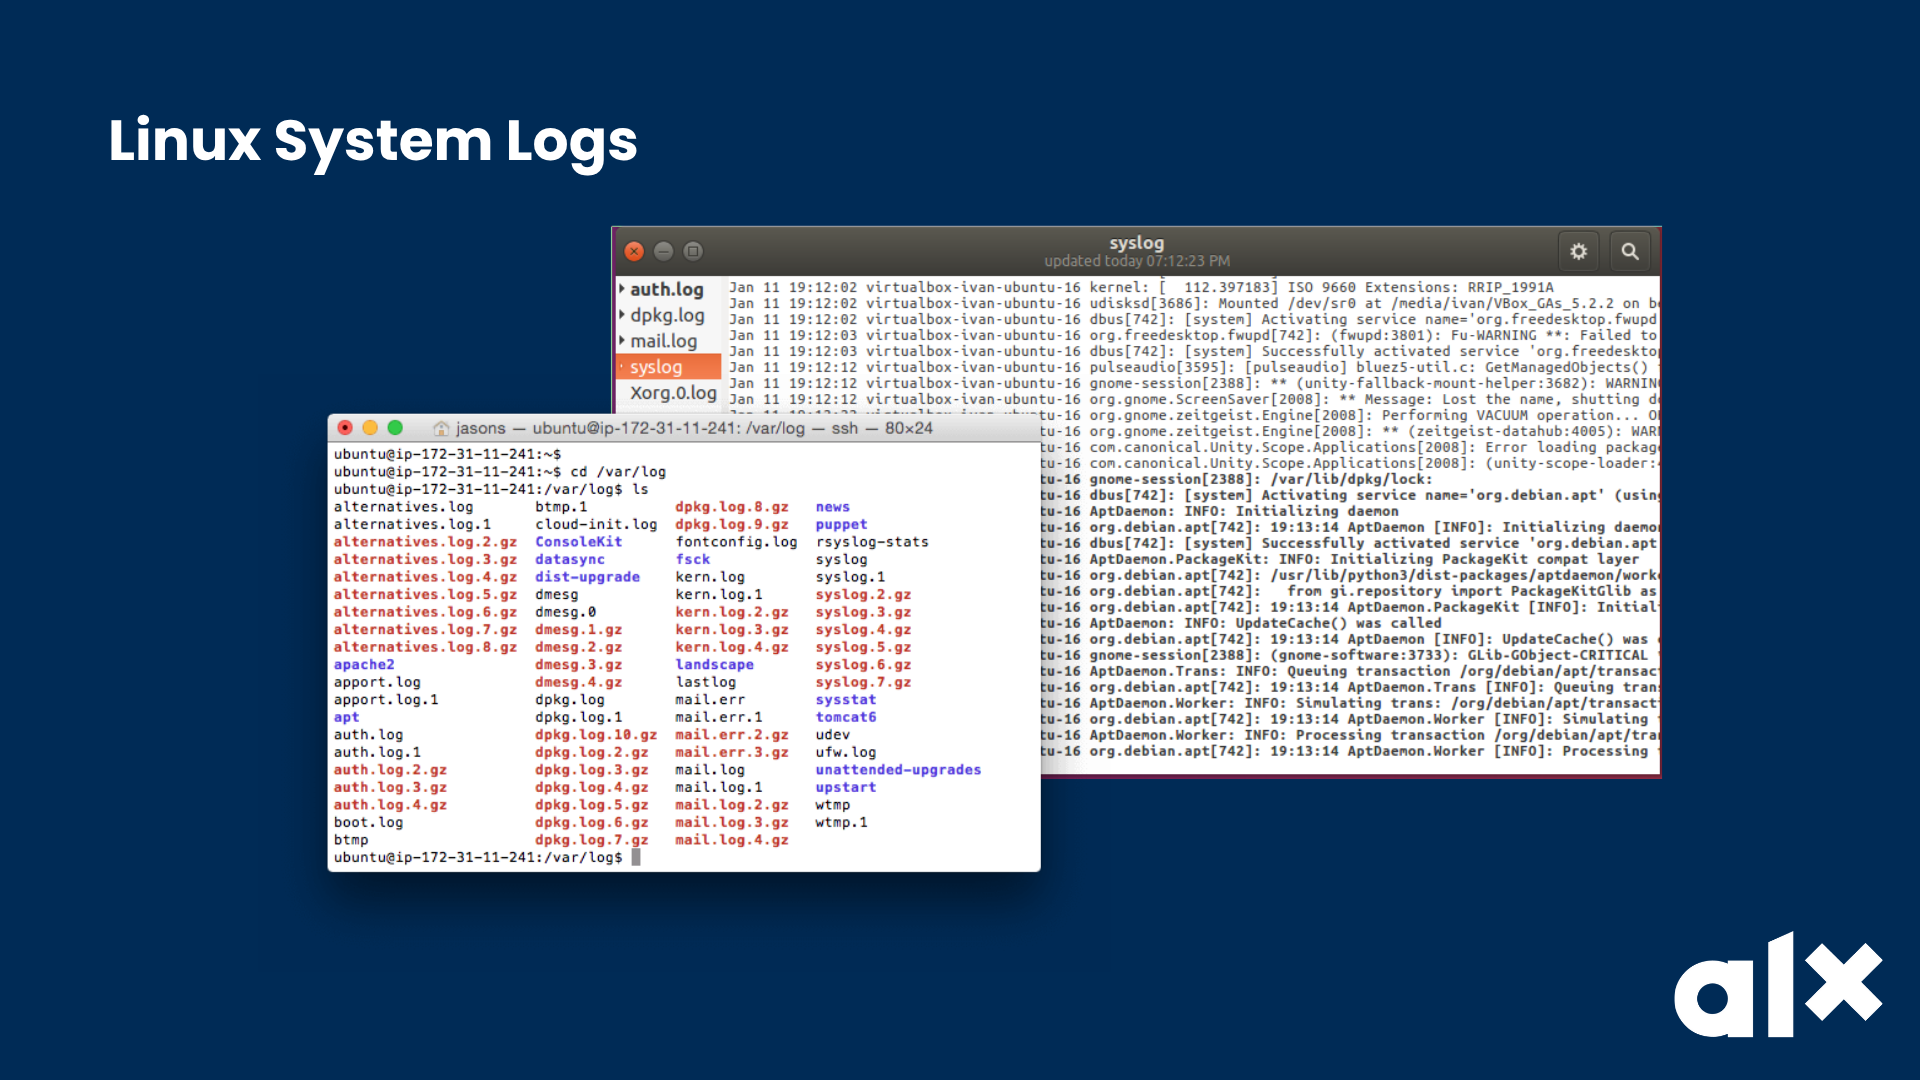 Linux System Logs
syslog
updated today 07:12:23 PM
auth.log
dpkg.log
mail.log
syslog
Xorg.0.log
Jan 11 19:12:02 virtualbox-ivan-ubuntu-16 kernel: [  112.397183] ISO 9660 Extensions: RRIP_1991A
Jan 11 19:12:02 virtualbox-ivan-ubuntu-16 udisksd[3686]: Mounted /dev/sr0 at /media/ivan/VBox_GAs_5.2.2 on
Jan 11 19:12:02 virtualbox-ivan-ubuntu-16 dbus[742]: [system] Activating service name='org.freedesktop.fwupd
Jan 11 19:12:03 virtualbox-ivan-ubuntu-16 org.freedesktop.fwupd[742]: (fwupd:3801): Fu-WARNING **: Failed to
Jan 11 19:12:03 virtualbox-ivan-ubuntu-16 dbus[742]: [system] Successfully activated service 'org.freedesktop
Jan 11 19:12:12 virtualbox-ivan-ubuntu-16 pulseaudio[3595]: [pulseaudio] bluez5-util.c: GetManagedObjects()
Jan 11 19:12:12 virtualbox-ivan-ubuntu-16 gnome-session[2388]: ** (unity-fallback-mount-helper:3682): WARNIN
Jan 11 19:12:12 virtualbox-ivan-ubuntu-16 org.gnome.ScreenSaver[2008]: ** Message: Lost the name, shutting
tu-16 org.gnome.zeitgeist.Engine[2008]: Performing VACUUM operation...
tu-16 org.gnome.zeitgeist.Engine[2008]: ** (zeitgeist-datahub:4005): WAR
tu-16 com.canonical.Unity.Scope.Applications[2008]: Error loading package
tu-16 com.canonical.Unity.Scope.Applications[2008]: (unity-scope-loader:
tu-16 gnome-session[2388]: /var/lib/dpkg/lock:
tu-16 dbus[742]: [system] Activating service name='org.debian.apt' (using
tu-16 AptDaemon: INFO: Initializing daemon
tu-16 org.debian.apt[742]: 19:13:14 AptDaemon [INFO]: Initializing daemon
tu-16 dbus[742]: [system] Successfully activated service 'org.debian.apt
tu-16 AptDaemon.PackageKit: INFO: Initializing PackageKit compat layer
tu-16 org.debian.apt[742]: /usr/lib/python3/dist-packages/aptdaemon/worke
tu-16 org.debian.apt[742]:   from gi.repository import PackageKitGlib as
tu-16 org.debian.apt[742]: 19:13:14 AptDaemon.PackageKit [INFO]: Initial
tu-16 AptDaemon: INFO: UpdateCache() was called
tu-16 org.debian.apt[742]: 19:13:14 AptDaemon [INFO]: UpdateCache() was
tu-16 gnome-session[2388]: (gnome-software:3733): GLib-GObject-CRITICAL
tu-16 AptDaemon.Trans: INFO: Queuing transaction /org/debian/apt/transac
tu-16 org.debian.apt[742]: 19:13:14 AptDaemon.Trans [INFO]: Queuing trans
tu-16 AptDaemon.Worker: INFO: Simulating trans: /org/debian/apt/transact
tu-16 org.debian.apt[742]: 19:13:14 AptDaemon.Worker [INFO]: Simulating
tu-16 AptDaemon.Worker: INFO: Processing transaction /org/debian/apt/tra
tu-16 org.debian.apt[742]: 19:13:14 AptDaemon.Worker [INFO]: Processing
jasons — ubuntu@ip-172-31-11-241: /var/log — ssh — 80×24
ubuntu@ip-172-31-11-241:~$
ubuntu@ip-172-31-11-241:~$ cd /var/log
ubuntu@ip-172-31-11-241:/var/log$ ls
alternatives.log btmp.1 dpkg.log.8.gz news
alternatives.log.1 cloud-init.log dpkg.log.9.gz puppet
alternatives.log.2.gz ConsoleKit fontconfig.log rsyslog-stats
alternatives.log.3.gz datasync fsck syslog
alternatives.log.4.gz dist-upgrade kern.log syslog.1
alternatives.log.5.gz dmesg kern.log.1 syslog.2.gz
alternatives.log.6.gz dmesg.0 kern.log.2.gz syslog.3.gz
alternatives.log.7.gz dmesg.1.gz kern.log.3.gz syslog.4.gz
alternatives.log.8.gz dmesg.2.gz kern.log.4.gz syslog.5.gz
apache2 dmesg.3.gz landscape syslog.6.gz
apport.log dmesg.4.gz lastlog syslog.7.gz
apport.log.1 dpkg.log mail.err sysstat
apt dpkg.log.1 mail.err.1 tomcat6
auth.log dpkg.log.10.gz mail.err.2.gz udev
auth.log.1 dpkg.log.2.gz mail.err.3.gz ufw.log
auth.log.2.gz dpkg.log.3.gz mail.log unattended-upgrades
auth.log.3.gz dpkg.log.4.gz mail.log.1 upstart
auth.log.4.gz dpkg.log.5.gz mail.log.2.gz wtmp
boot.log dpkg.log.6.gz mail.log.3.gz wtmp.1
btmp dpkg.log.7.gz mail.log.4.gz
ubuntu@ip-172-31-11-241:/var/log$
alx